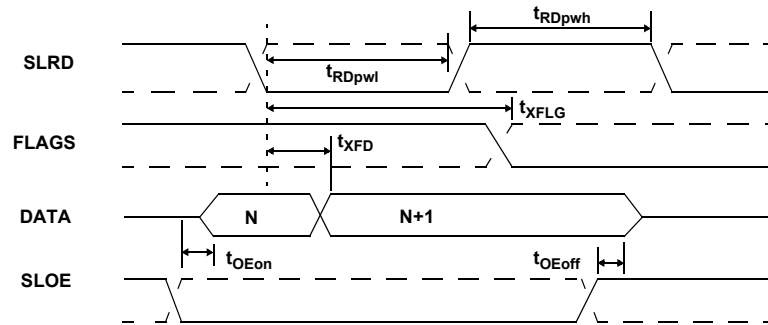 t_RDpwh
SLRD
t_RDpwl
t_XFLG
FLAGS
t_XFD
DATA
N
N+1
t_OEon
t_OEoff
SLOE